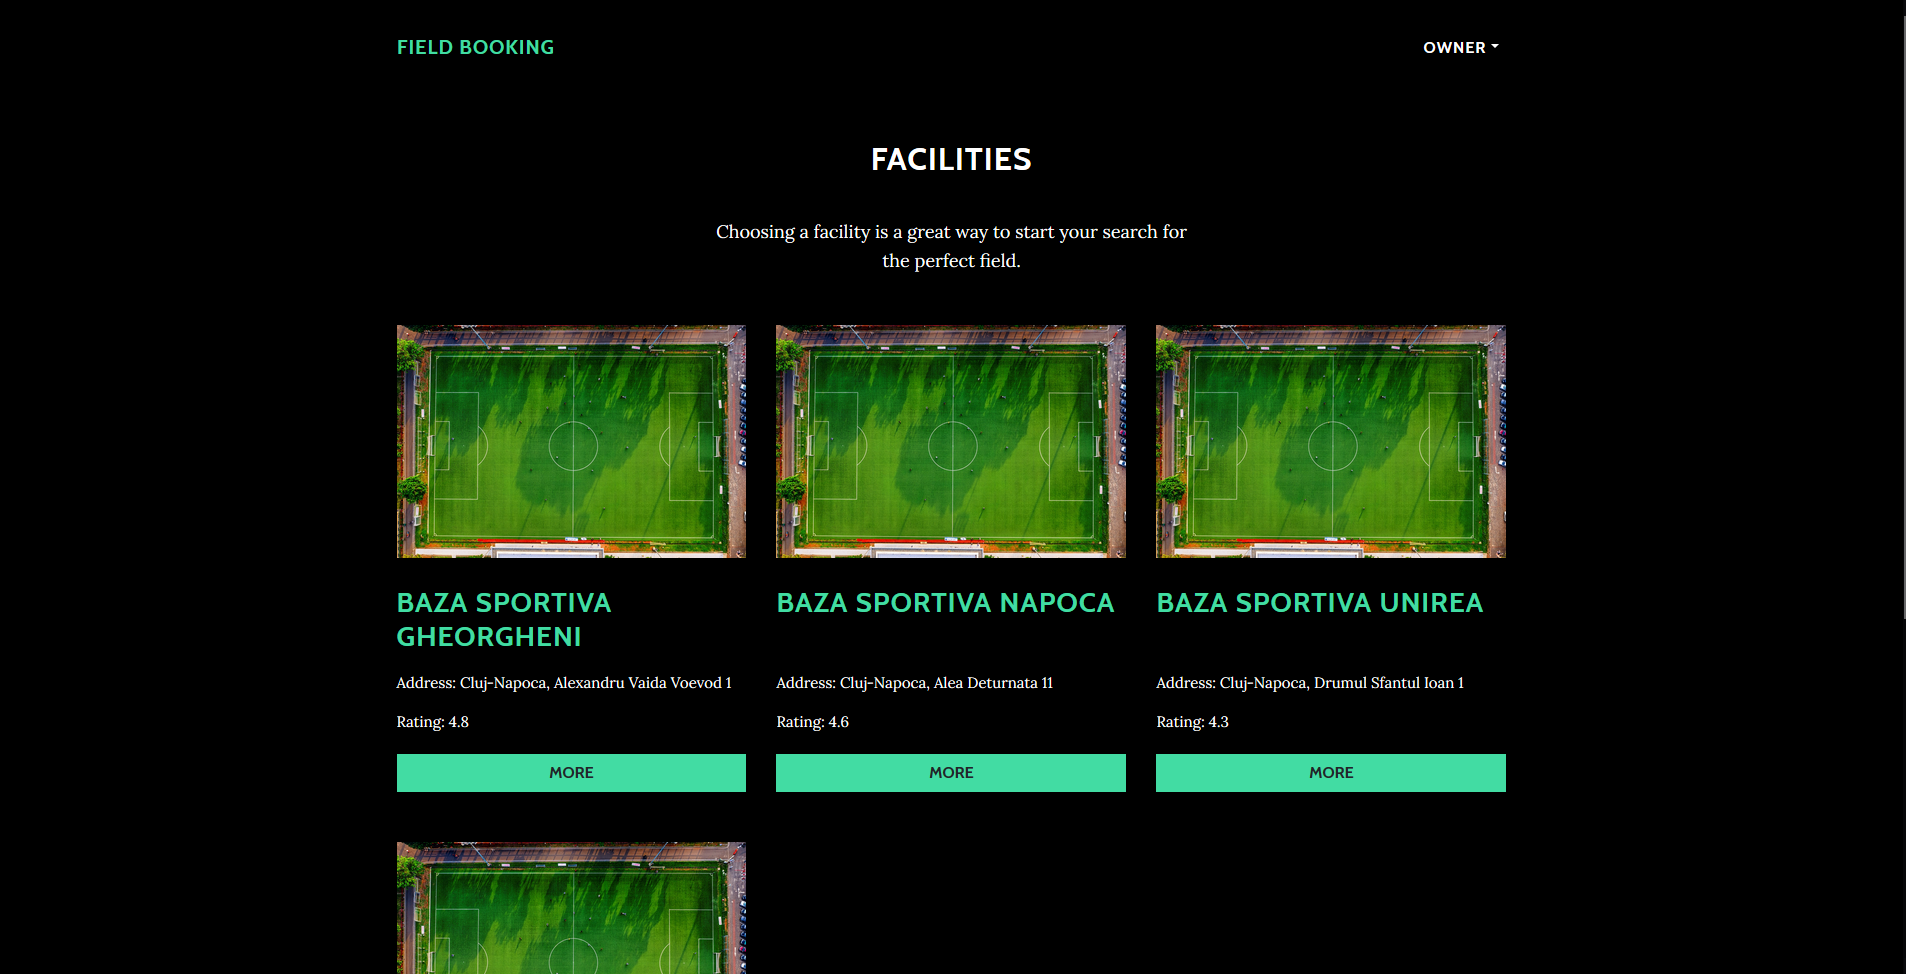 FIELD BOOKING
OWNER
FACILITIES
Choosing a facility is a great way to start your search for
the perfect field.
BAZA SPORTIVA
GHEORGHENI
Address: Cluj-Napoca, Alexandru Vaida Voevod 1
Rating: 4.8
MORE
BAZA SPORTIVA NAPOCA
Address: Cluj-Napoca, Alea Deturnata 11
Rating: 4.6
MORE
BAZA SPORTIVA UNIREA
Address: Cluj-Napoca, Drumul Sfantul Ioan 1
Rating: 4.3
MORE